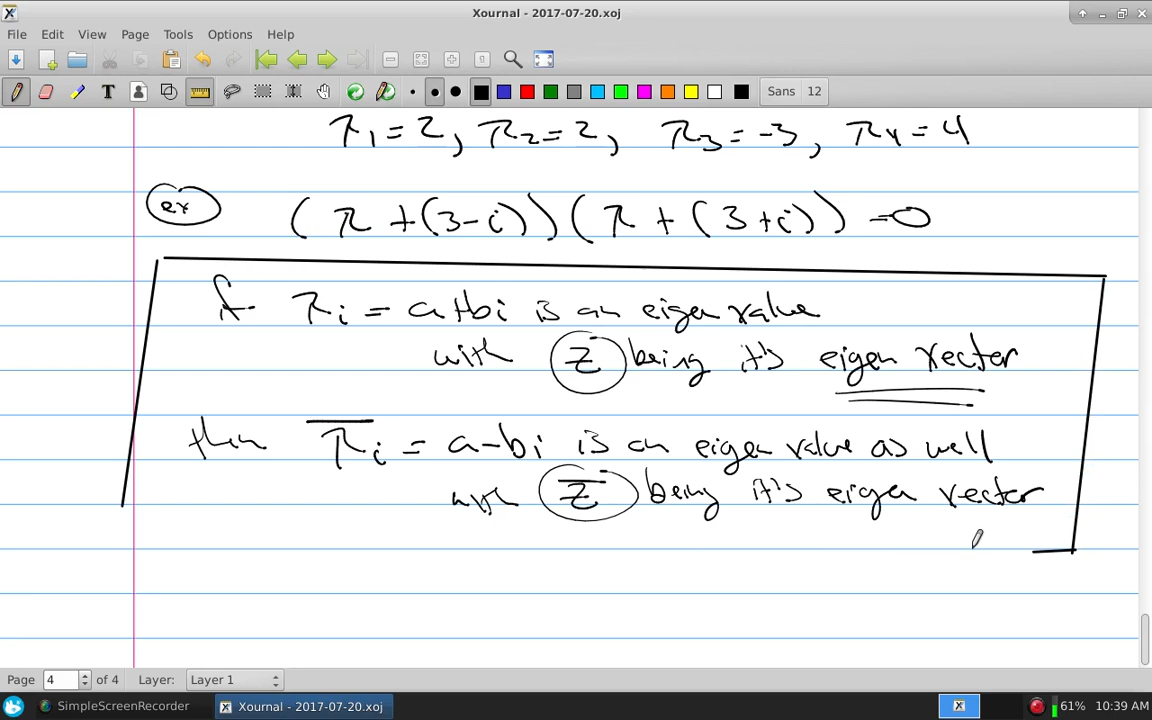 Xournal - 2017-07-20.xoj
File Edit View Page Tools Options Help
Sans 12
λ₁ = 2, λ₂ = 2, λ₃ = -3, λ₄ = 4
ex (λ + (3-i))(λ + (3+i)) = 0
if λi = a+bi is an eigen value
with Z being it's eigen vector
then λ̅i = a-bi is an eigen value as well
with Z̅ being it's eigen vector
Page 4 of 4 Layer: Layer 1
SimpleScreenRecorder Xournal - 2017-07-20.xoj 61% 10:39 AM